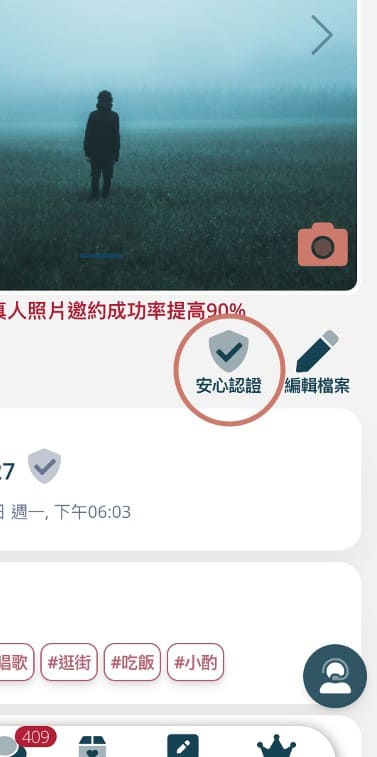 真人照片邀約成功率提高90%
安心認證
編輯檔案
27
日 週一, 下午06:03
唱歌
#逛街
#吃飯
#小酌
409